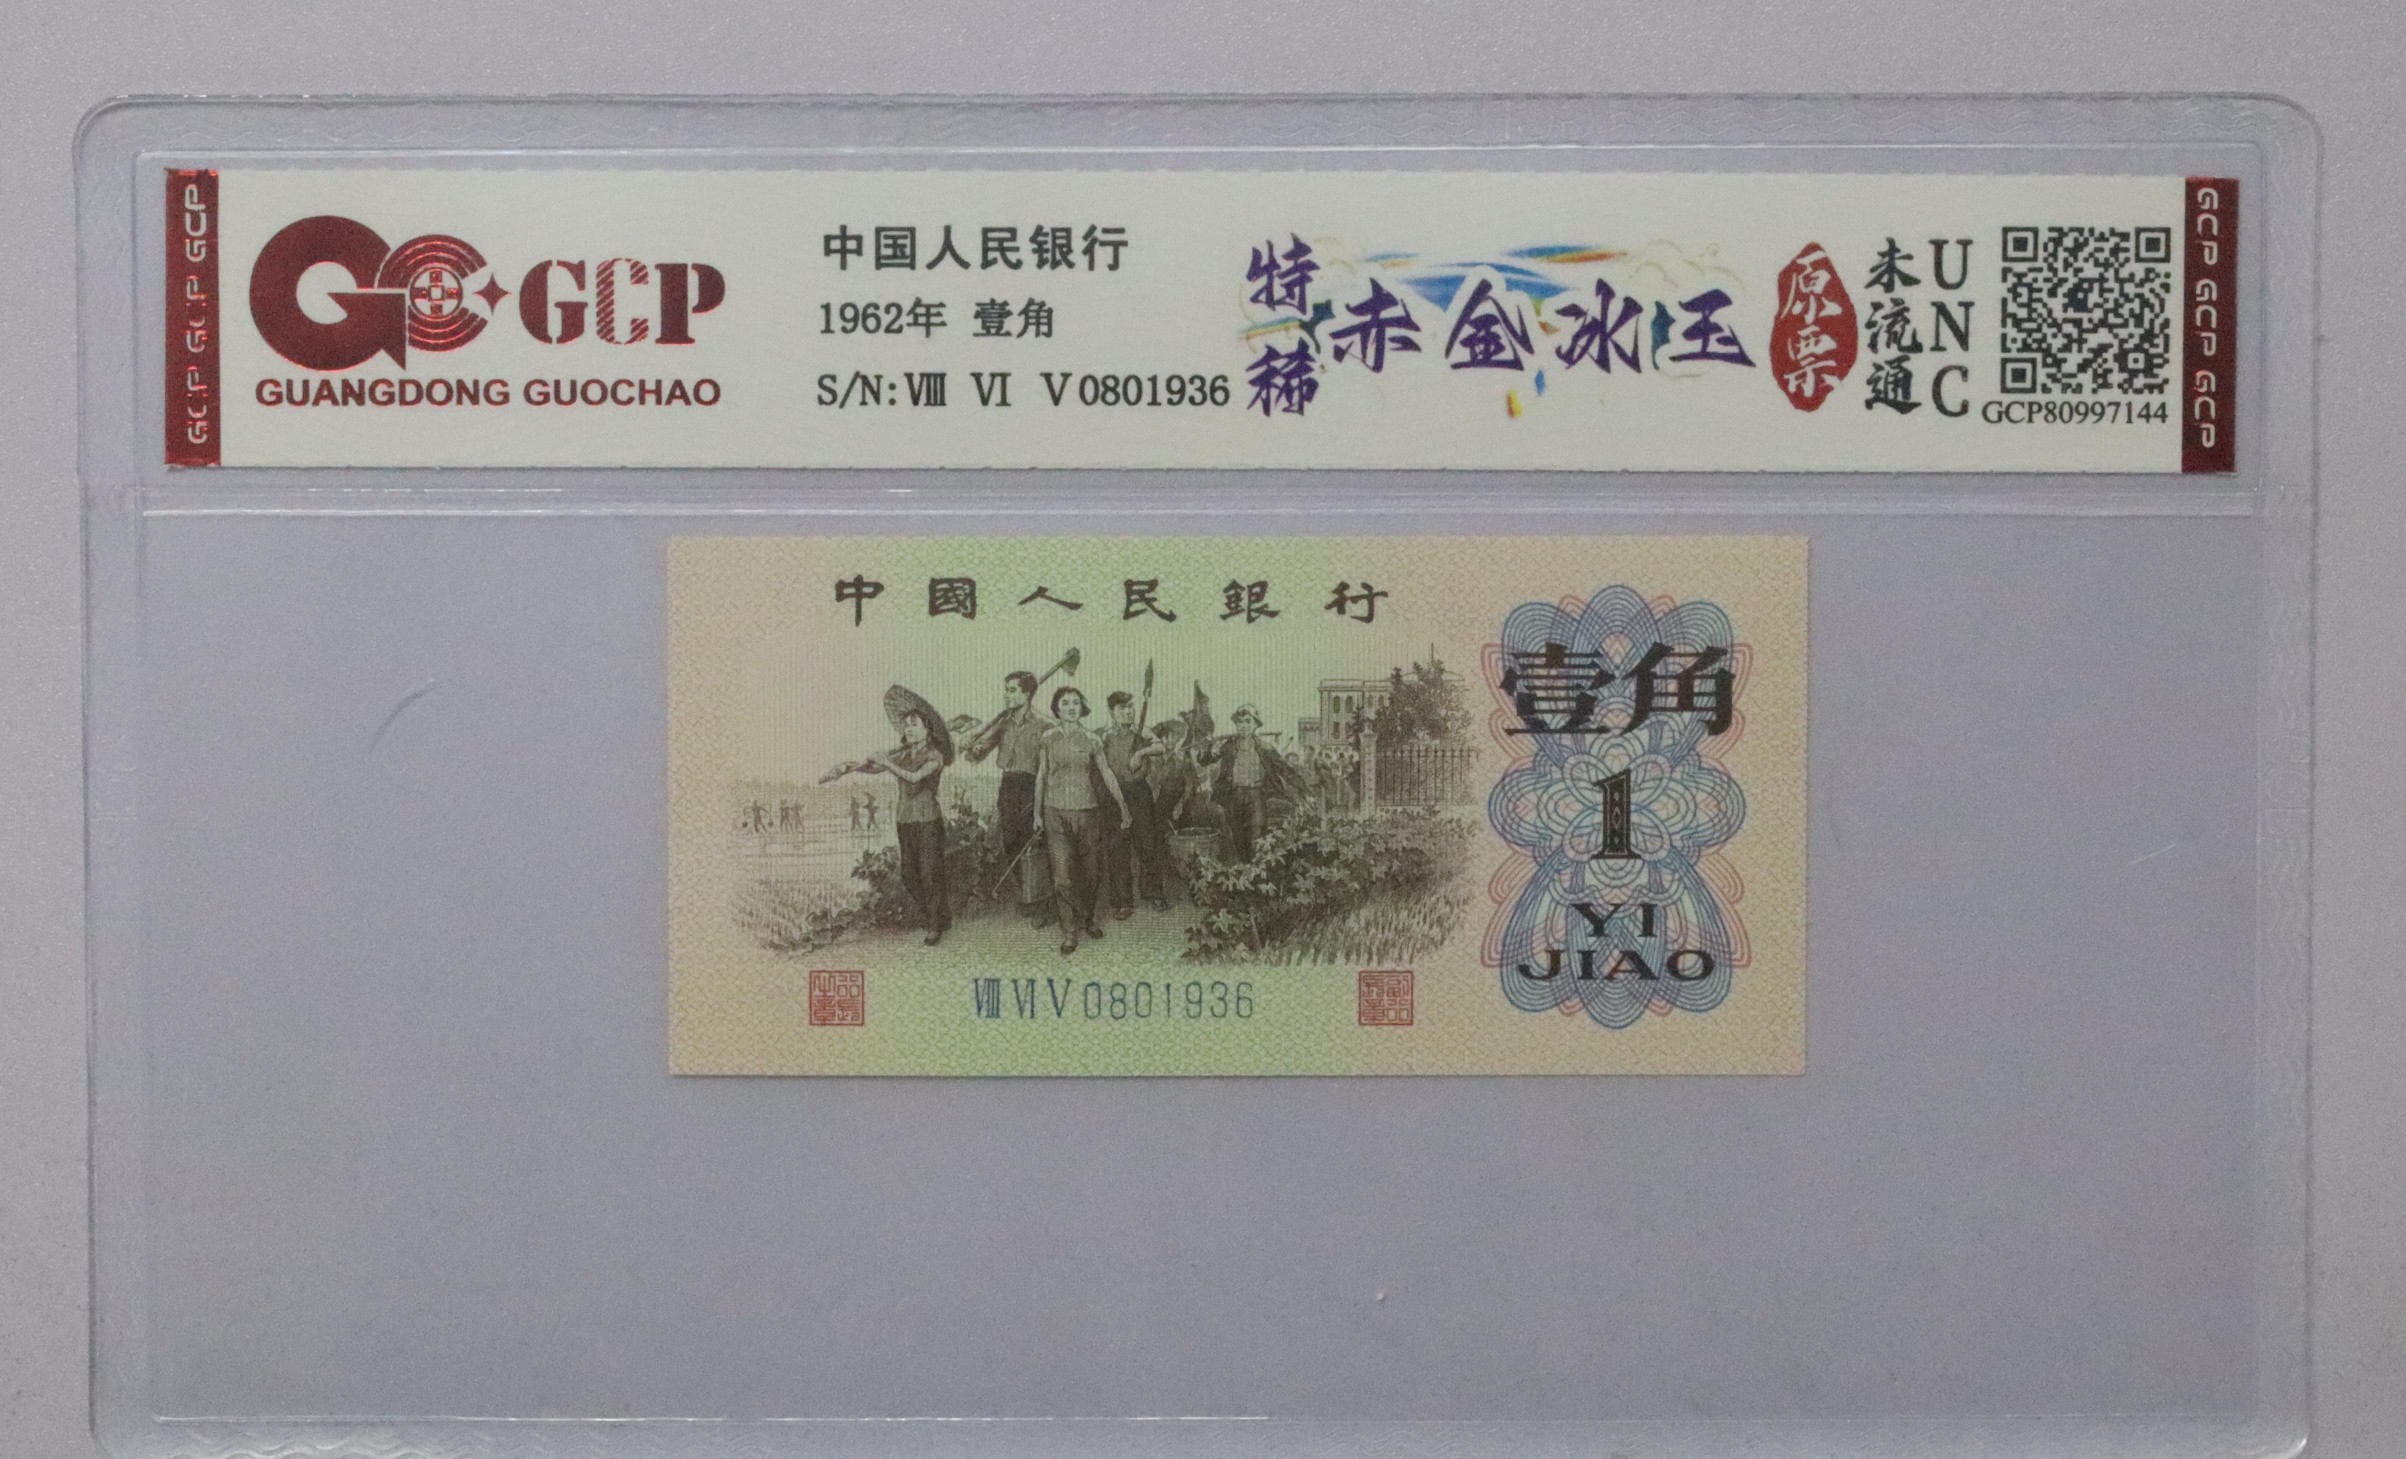 GCP GCP GCP
GCP
GUANGDONG GUOCHAO
中国人民银行
1962年 壹角
S/N: Ⅷ Ⅵ Ⅴ 0801936
特稀
赤金冰玉
原票
未流通
UNC
GCP80997144
GCP GCP GCP
中國人民銀行
壹角
1
YI
JIAO
Ⅷ Ⅵ Ⅴ 0801936